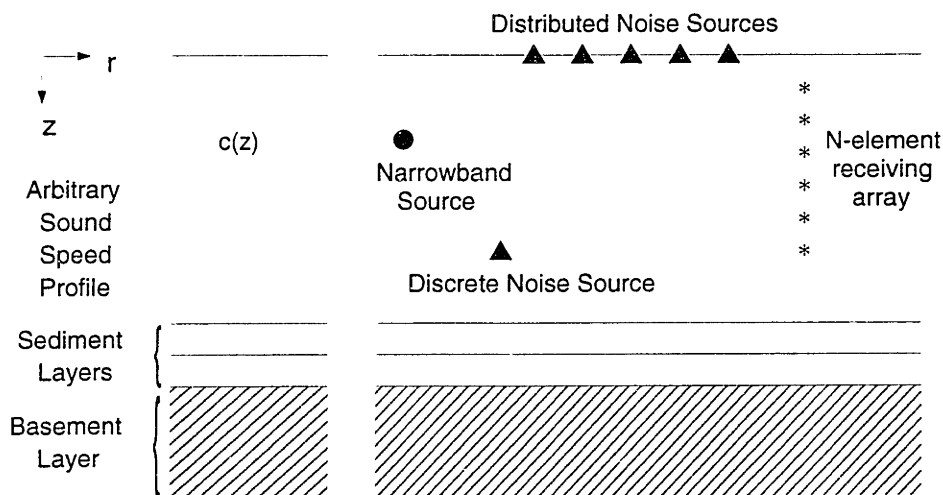 Distributed Noise Sources
r
z
c(z)
Narrowband
Source
N-element
receiving
array
Arbitrary
Sound
Speed
Profile
Discrete Noise Source
Sediment
Layers
Basement
Layer